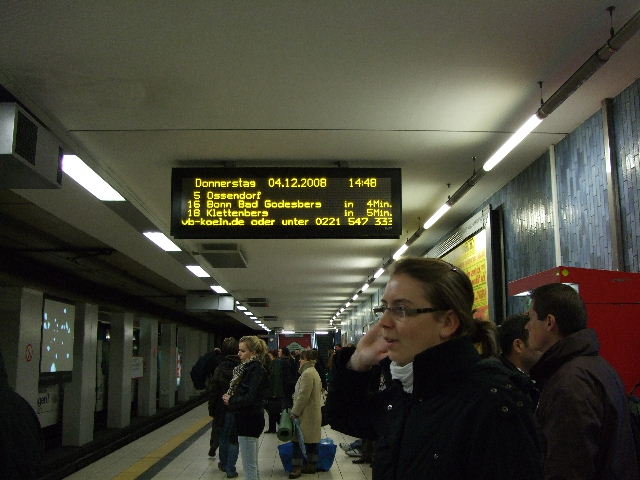 Donnerstag 04.12.2008 14:48
5 Ossendorf
16 Bonn Bad Godesberg in 4Min.
18 Klettenberg in 5Min.
vb-koeln.de oder unter 0221 547 333